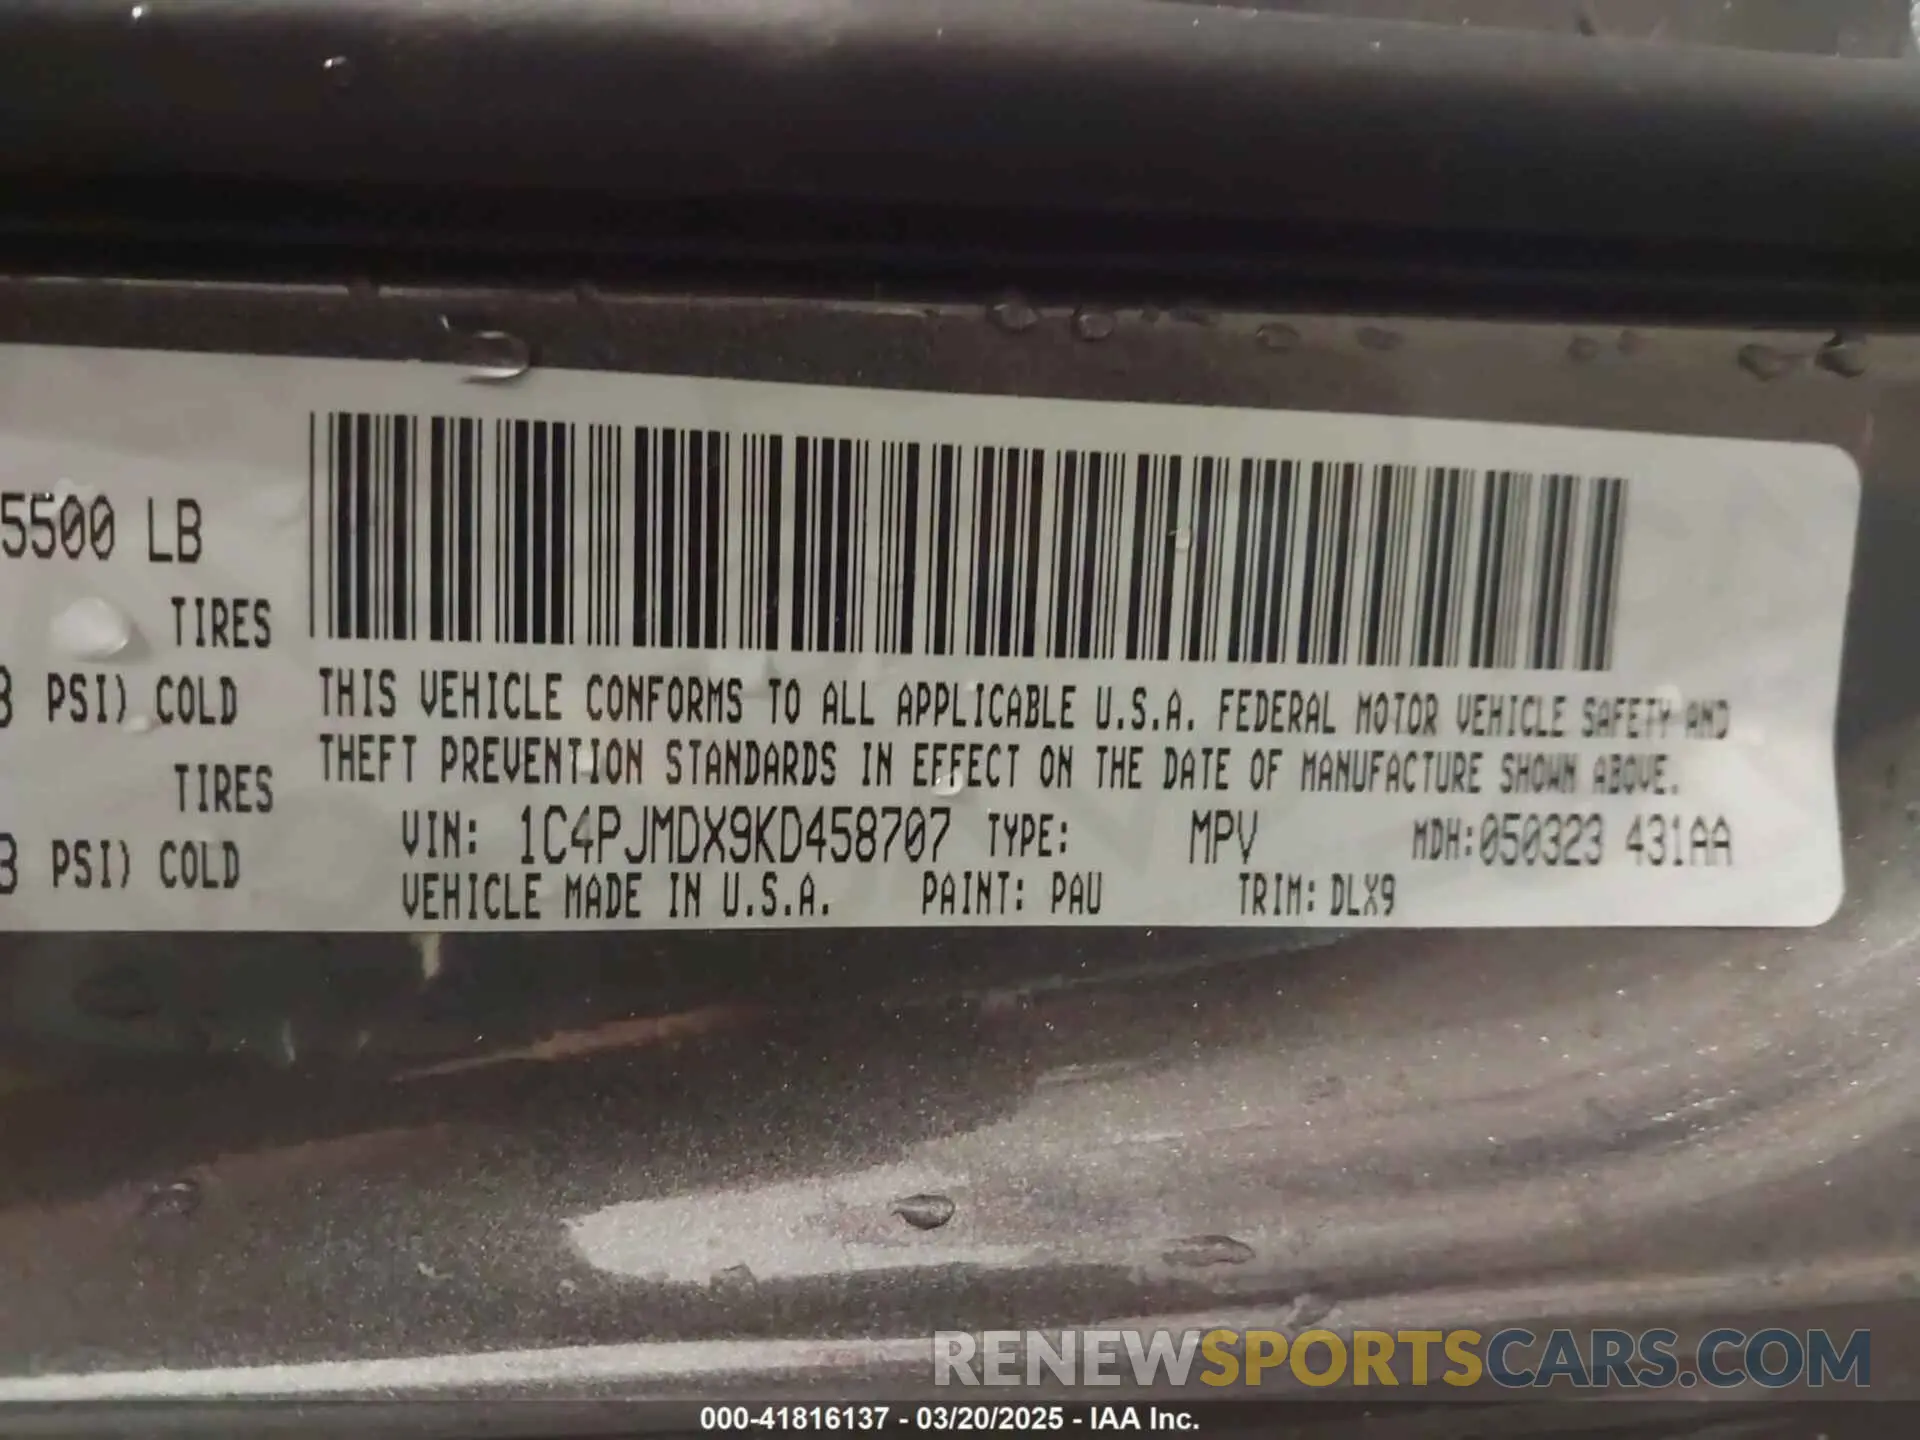 5500 LB
TIRES
PSI) COLD
TIRES
PSI) COLD
THIS VEHICLE CONFORMS TO ALL APPLICABLE U.S.A. FEDERAL MOTOR VEHICLE SAFETY AND
THEFT PREVENTION STANDARDS IN EFFECT ON THE DATE OF MANUFACTURE SHOWN ABOVE.
VIN: 1C4PJMDX9KD458707 TYPE: MPV MDH:050323 431AA
VEHICLE MADE IN U.S.A. PAINT: PAU TRIM: DLX9
RENEWSPORTSCARS.COM
000-41816137 - 03/20/2025 - IAA Inc.